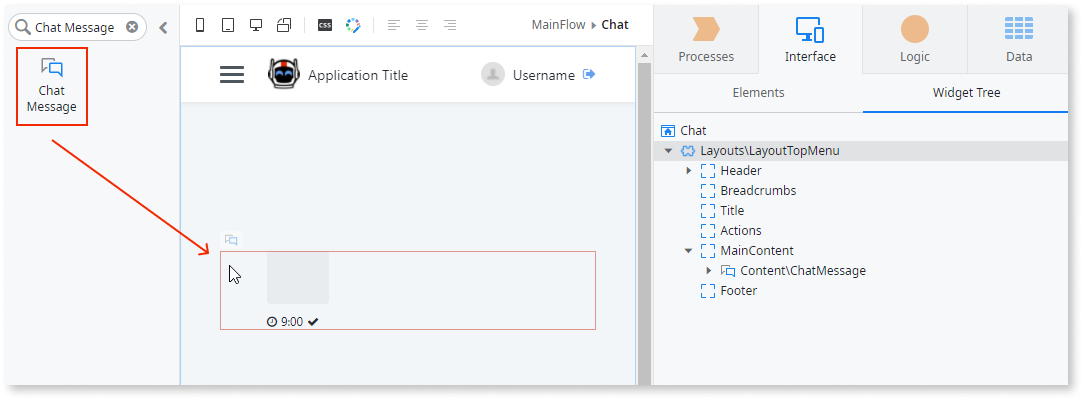 Chat Message
Chat
Message
CSS
MainFlow
Chat
Application Title
Username
9:00
Processes
Interface
Logic
Data
Elements
Widget Tree
Chat
Layouts\LayoutTopMenu
Header
Breadcrumbs
Title
Actions
MainContent
Content\ChatMessage
Footer